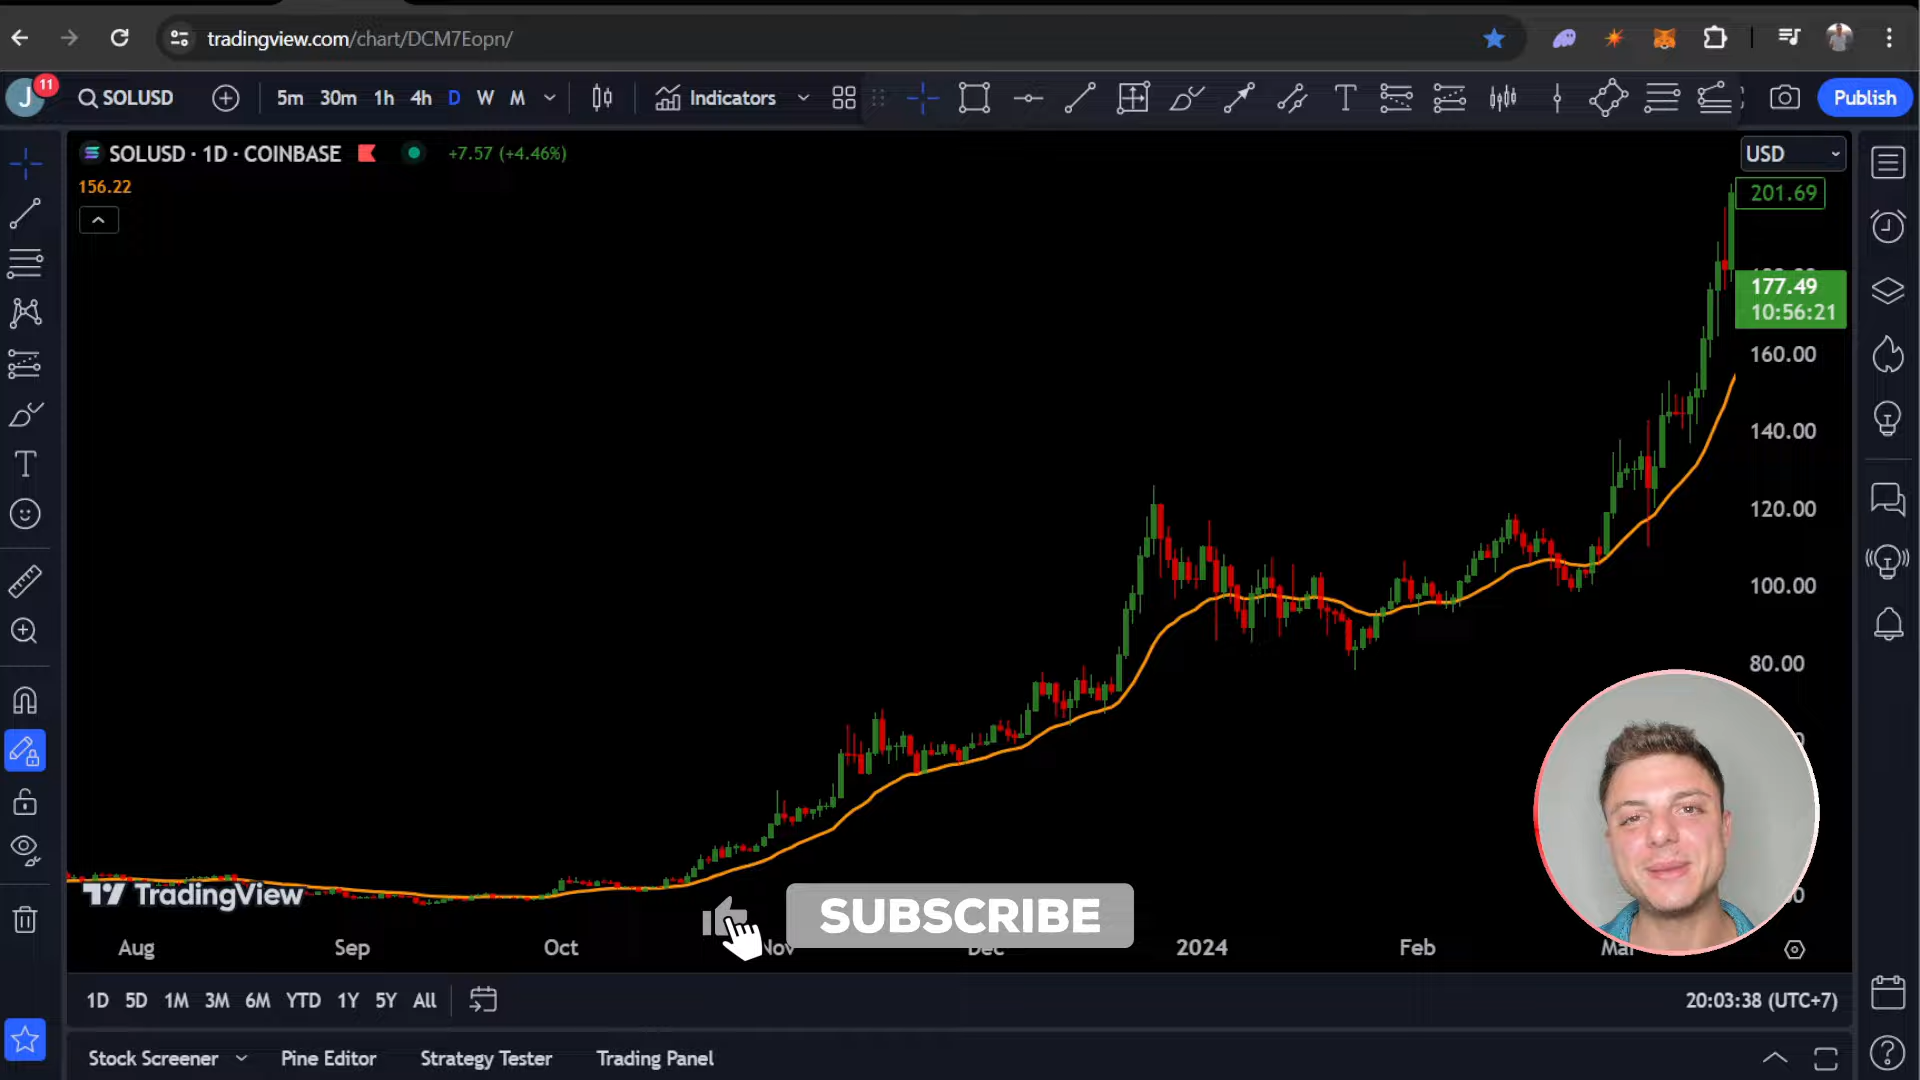 tradingview.com/chart/DCM7Eopn/
J 11 SOLUSD 5m 30m 1h 4h D W M Indicators T Publish
SOLUSD · 1D · COINBASE +7.57 (+4.46%) USD
156.22
201.69
177.49
10:56:21
160.00
140.00
120.00
100.00
80.00
TradingView
SUBSCRIBE
Aug Sep Oct Nov Dec 2024 Feb
1D 5D 1M 3M 6M YTD 1Y 5Y All 20:03:38 (UTC+7)
Stock Screener Pine Editor Strategy Tester Trading Panel